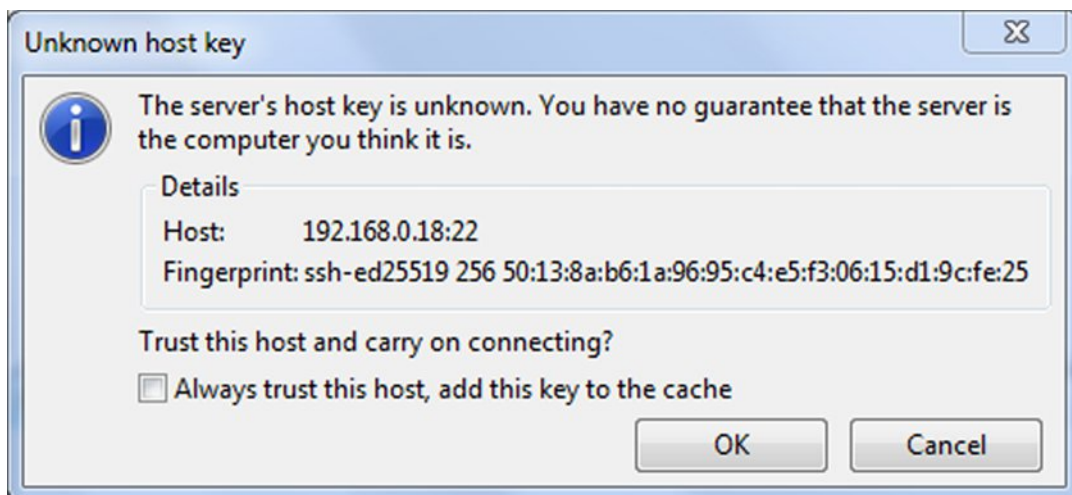 Unknown host key
The server's host key is unknown. You have no guarantee that the server is
the computer you think it is.
Details
Host: 192.168.0.18:22
Fingerprint: ssh-ed25519 256 50:13:8a:b6:1a:96:95:c4:e5:f3:06:15:d1:9c:fe:25
Trust this host and carry on connecting?
Always trust this host, add this key to the cache
OK Cancel